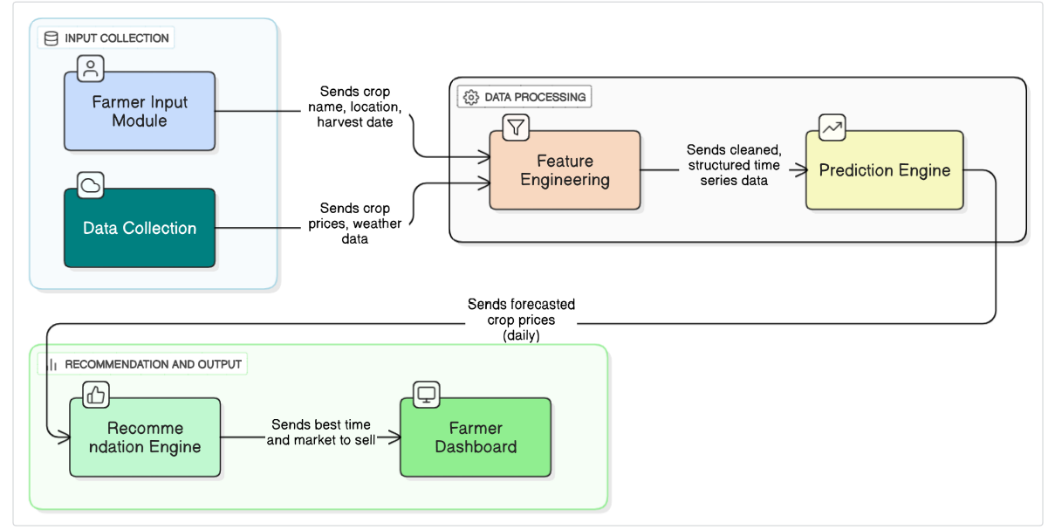 INPUT COLLECTION
Farmer Input
Module
Sends crop
name, location,
harvest date
Data Collection
Sends crop
prices, weather
data
DATA PROCESSING
Feature
Engineering
Sends cleaned,
structured time
series data
Prediction Engine
Sends forecasted
crop prices
(daily)
RECOMMENDATION AND OUTPUT
Recomme
ndation Engine
Sends best time
and market to sell
Farmer
Dashboard